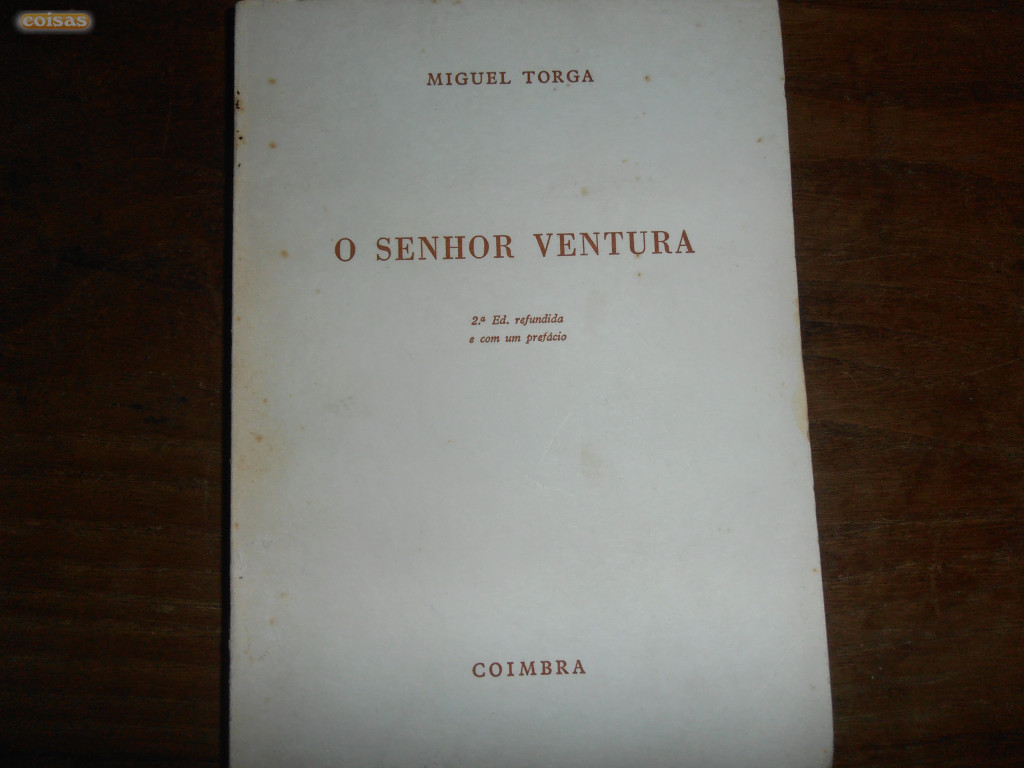 coisas
MIGUEL TORGA
O SENHOR VENTURA
2.ª Ed. refundida
e com um prefácio
COIMBRA